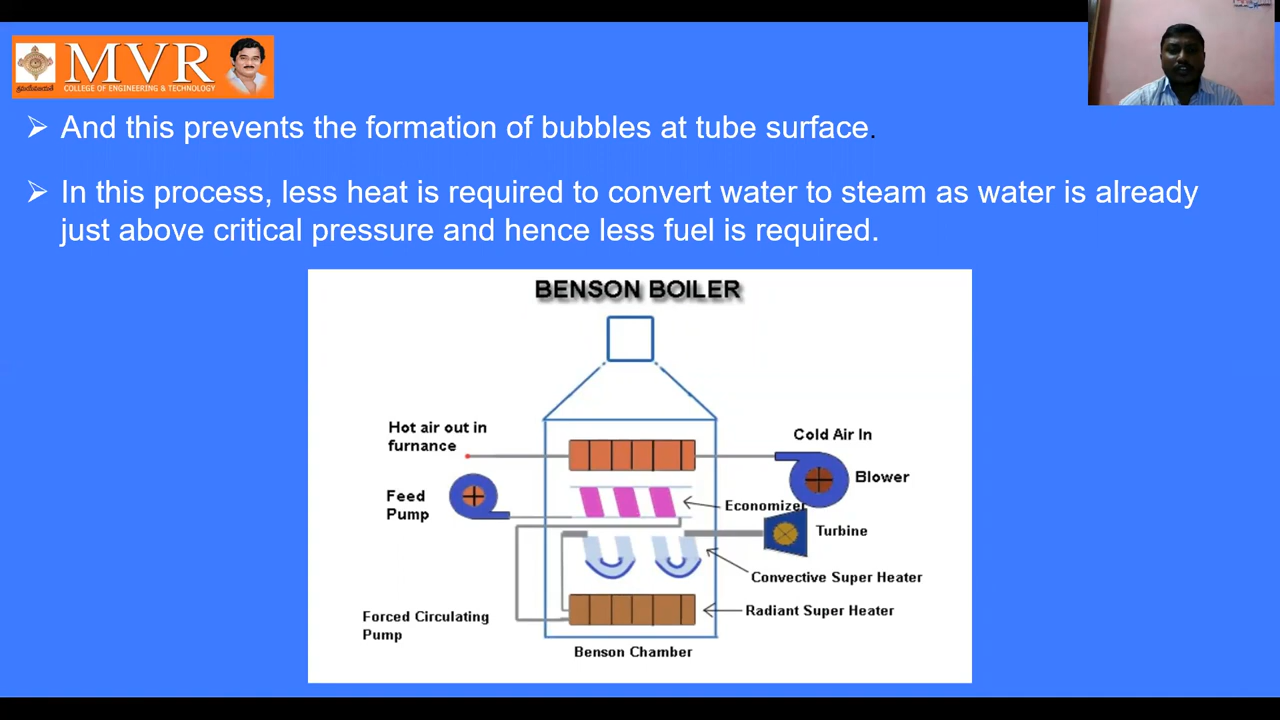 MVR
COLLEGE OF ENGINEERING & TECHNOLOGY
➢ And this prevents the formation of bubbles at tube surface.
➢ In this process, less heat is required to convert water to steam as water is already
just above critical pressure and hence less fuel is required.
BENSON BOILER
Hot air out in
furnance
Cold Air In
Blower
Feed
Pump
Economizer
Turbine
Convective Super Heater
Radiant Super Heater
Forced Circulating
Pump
Benson Chamber